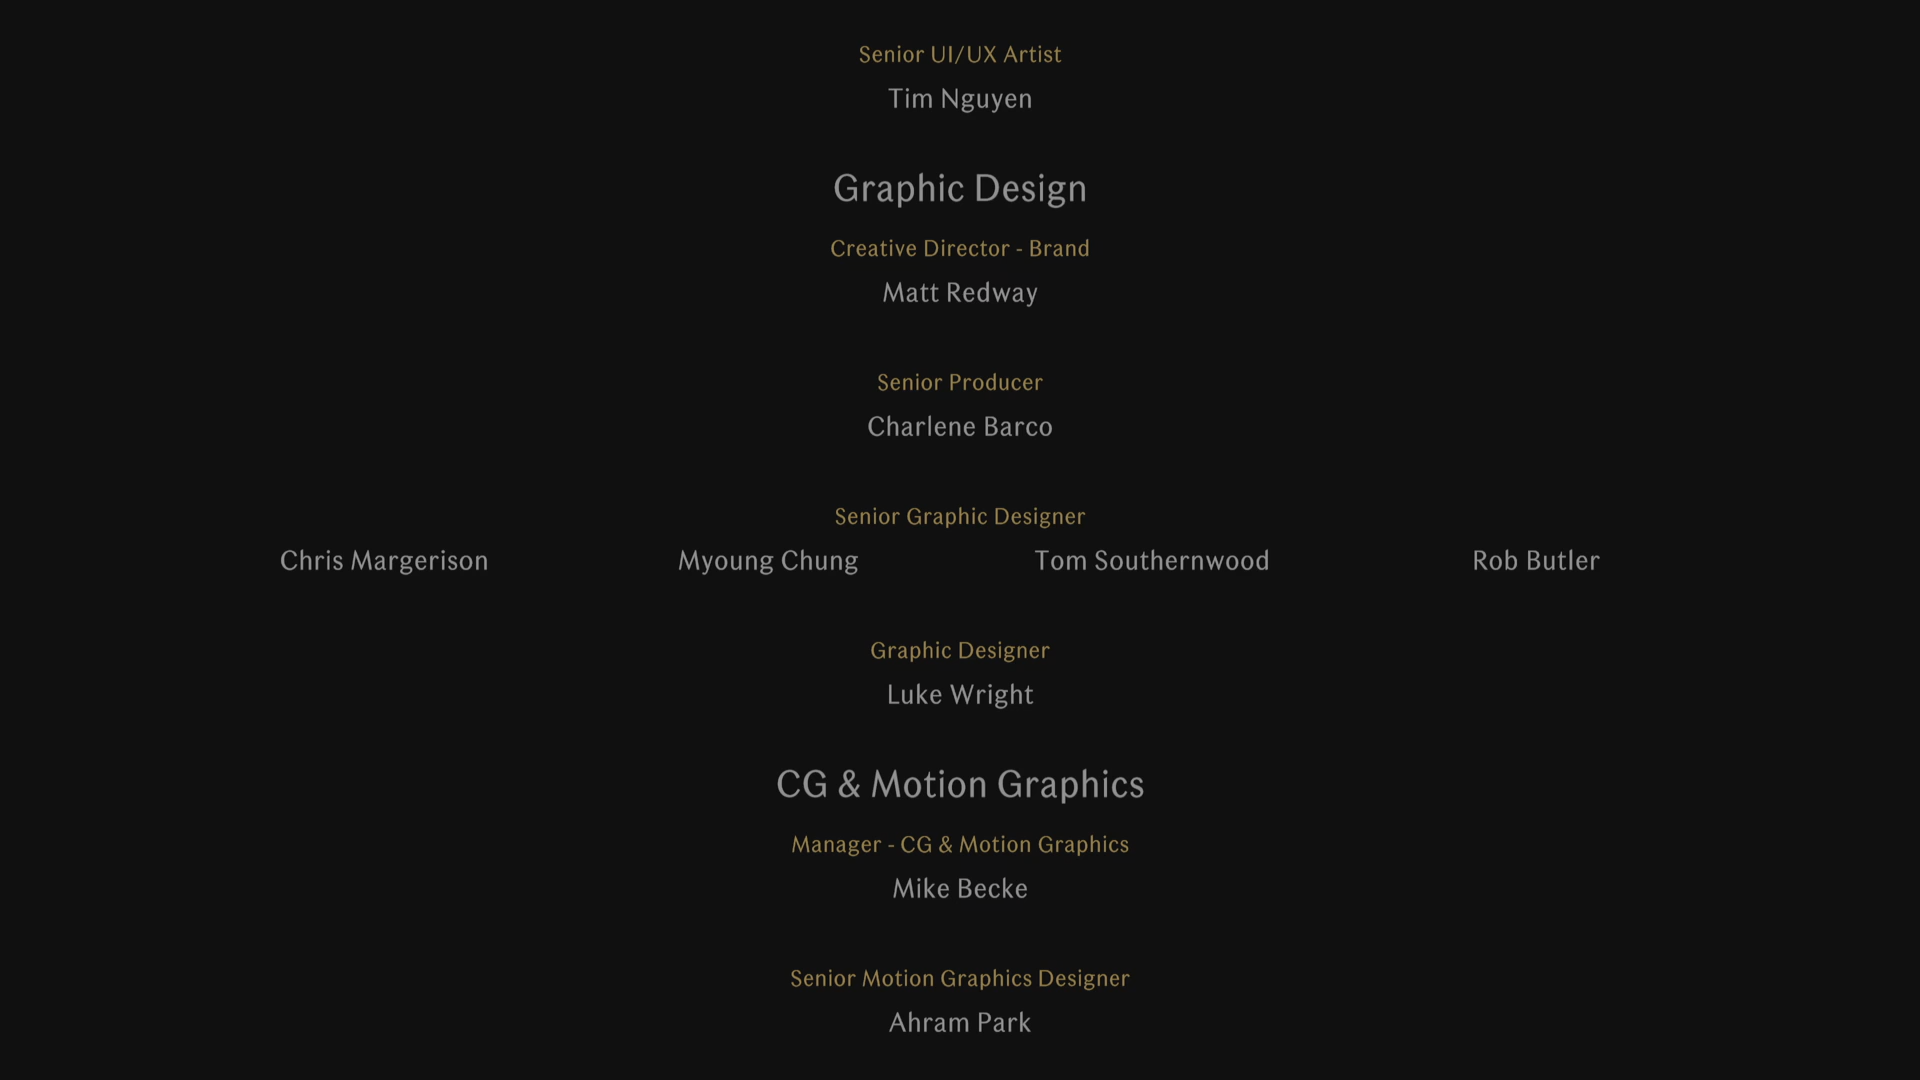 Senior UI/UX Artist
Tim Nguyen
Graphic Design
Creative Director - Brand
Matt Redway
Senior Producer
Charlene Barco
Senior Graphic Designer
Chris Margerison Myoung Chung Tom Southernwood Rob Butler
Graphic Designer
Luke Wright
CG & Motion Graphics
Manager - CG & Motion Graphics
Mike Becke
Senior Motion Graphics Designer
Ahram Park